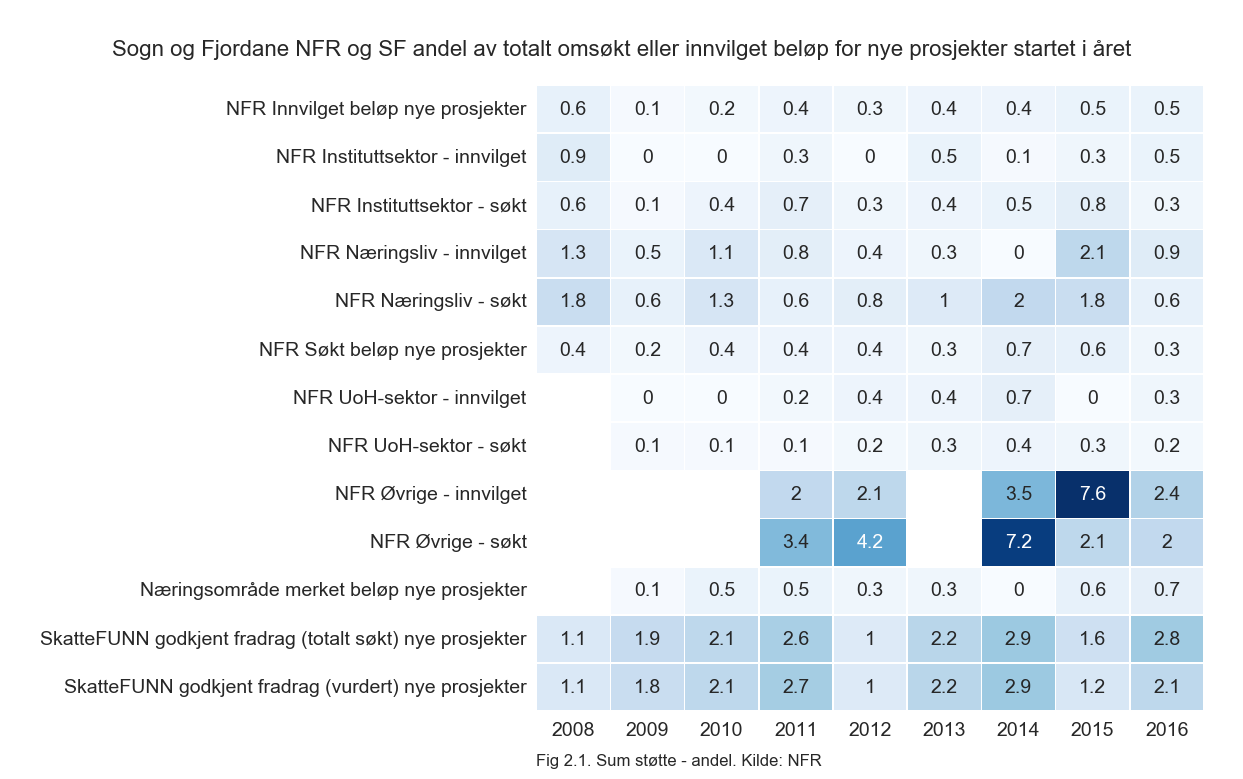 Sogn og Fjordane NFR og SF andel av totalt omsøkt eller innvilget beløp for nye prosjekter startet i året
NFR Innvilget beløp nye prosjekter 0.6 0.1 0.2 0.4 0.3 0.4 0.4 0.5 0.5
NFR Instituttsektor - innvilget 0.9 0 0 0.3 0 0.5 0.1 0.3 0.5
NFR Instituttsektor - søkt 0.6 0.1 0.4 0.7 0.3 0.4 0.5 0.8 0.3
NFR Næringsliv - innvilget 1.3 0.5 1.1 0.8 0.4 0.3 0 2.1 0.9
NFR Næringsliv - søkt 1.8 0.6 1.3 0.6 0.8 1 2 1.8 0.6
NFR Søkt beløp nye prosjekter 0.4 0.2 0.4 0.4 0.4 0.3 0.7 0.6 0.3
NFR UoH-sektor - innvilget 0 0 0.2 0.4 0.4 0.7 0 0.3
NFR UoH-sektor - søkt 0.1 0.1 0.1 0.2 0.3 0.4 0.3 0.2
NFR Øvrige - innvilget 2 2.1 3.5 7.6 2.4
NFR Øvrige - søkt 3.4 4.2 7.2 2.1 2
Næringsområde merket beløp nye prosjekter 0.1 0.5 0.5 0.3 0.3 0 0.6 0.7
SkatteFUNN godkjent fradrag (totalt søkt) nye prosjekter 1.1 1.9 2.1 2.6 1 2.2 2.9 1.6 2.8
SkatteFUNN godkjent fradrag (vurdert) nye prosjekter 1.1 1.8 2.1 2.7 1 2.2 2.9 1.2 2.1
2008 2009 2010 2011 2012 2013 2014 2015 2016
Fig 2.1. Sum støtte - andel. Kilde: NFR